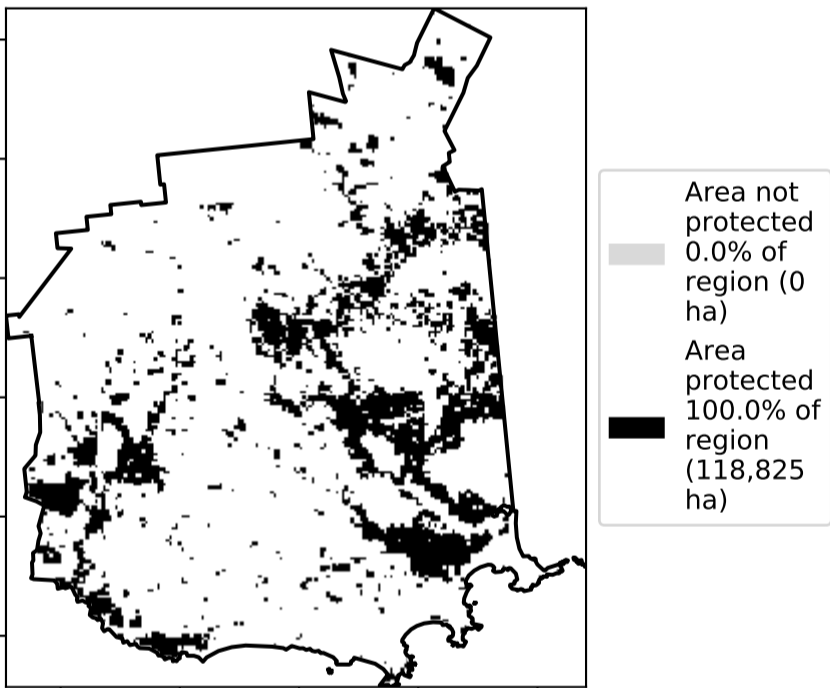 Area not
protected
0.0% of
region (0
ha)
Area
protected
100.0% of
region
(118,825
ha)